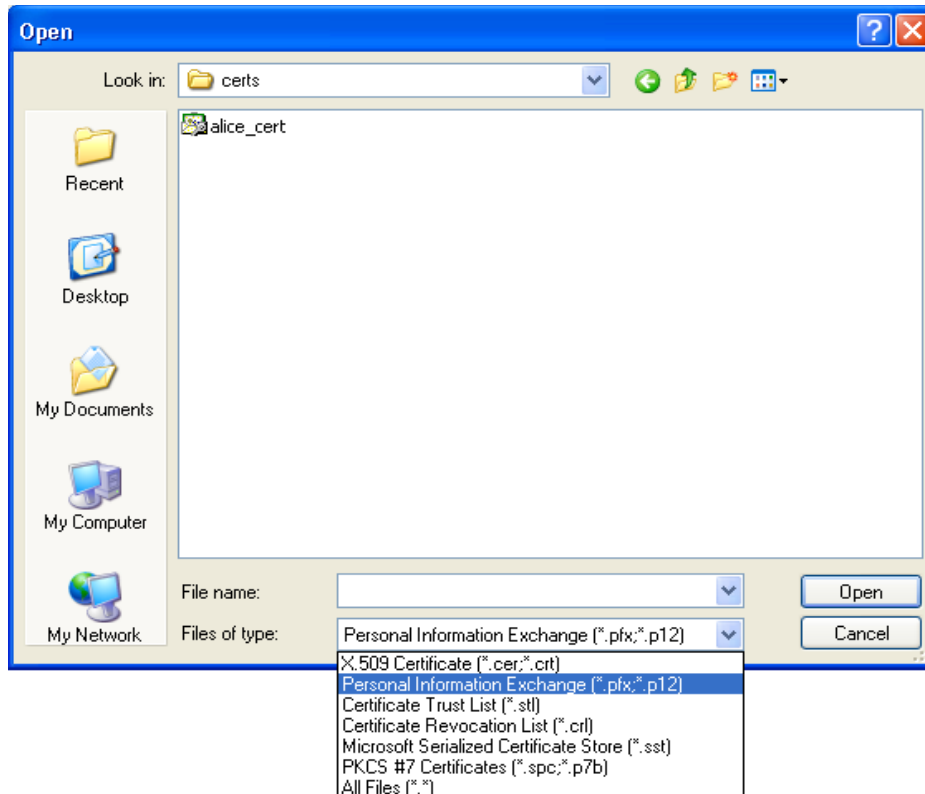 Open
Look in:
certs
alice_cert
Recent
Desktop
My Documents
My Computer
My Network
File name:
Open
Files of type:
Personal Information Exchange (*.pfx;*.p12)
Cancel
X.509 Certificate (*.cer;*.crt)
Personal Information Exchange (*.pfx;*.p12)
Certificate Trust List (*.stl)
Certificate Revocation List (*.crl)
Microsoft Serialized Certificate Store (*.sst)
PKCS #7 Certificates (*.spc;*.p7b)
All Files (*.*)